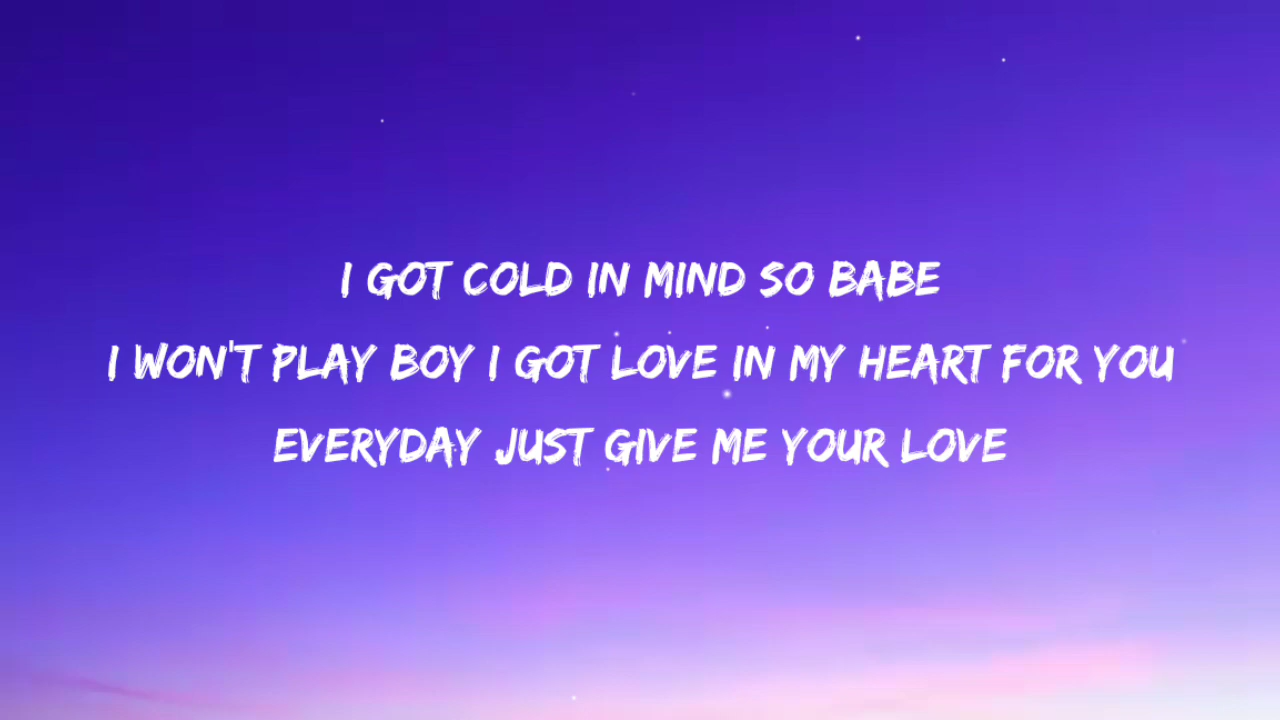 I GOT COLD IN MIND SO BABE
I WON'T PLAY BOY I GOT LOVE IN MY HEART FOR YOU
EVERYDAY JUST GIVE ME YOUR LOVE